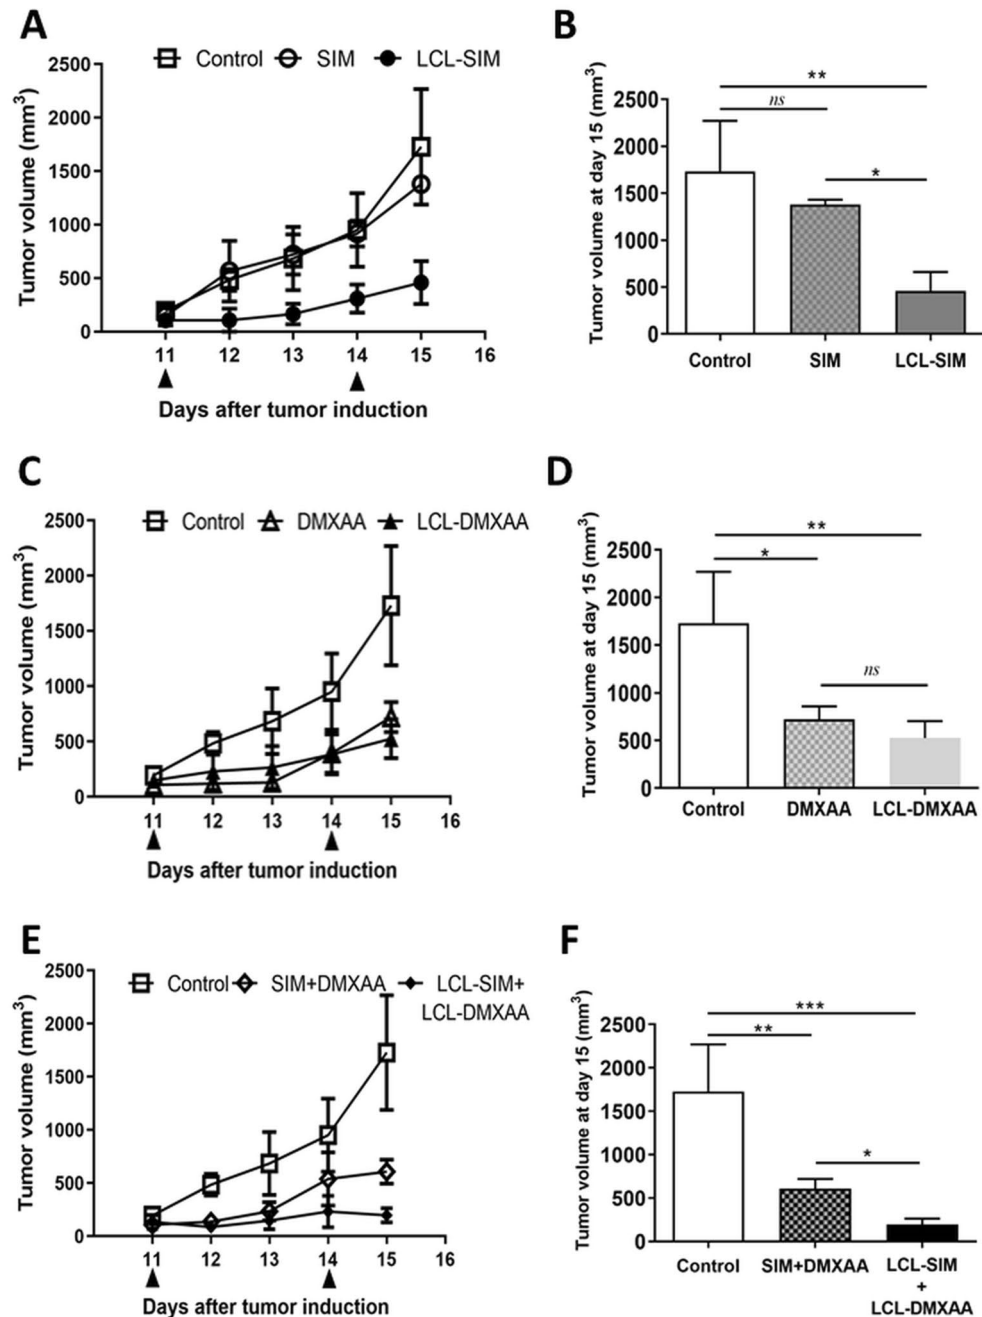 A
Control SIM LCL-SIM
Tumor volume (mm³)
2500
2000
1500
1000
500
0
11 12 13 14 15 16
Days after tumor induction
B
Tumor volume at day 15 (mm³)
**
ns
*
2500
2000
1500
1000
500
0
Control SIM LCL-SIM
C
Control DMXAA LCL-DMXAA
Tumor volume (mm³)
2500
2000
1500
1000
500
0
11 12 13 14 15 16
Days after tumor induction
D
Tumor volume at day 15 (mm³)
**
*
ns
2500
2000
1500
1000
500
0
Control DMXAA LCL-DMXAA
E
Control SIM+DMXAA LCL-SIM+
LCL-DMXAA
Tumor volume (mm³)
2500
2000
1500
1000
500
0
11 12 13 14 15 16
Days after tumor induction
F
Tumor volume at day 15 (mm³)
***
**
*
2500
2000
1500
1000
500
0
Control SIM+DMXAA LCL-SIM
+
LCL-DMXAA